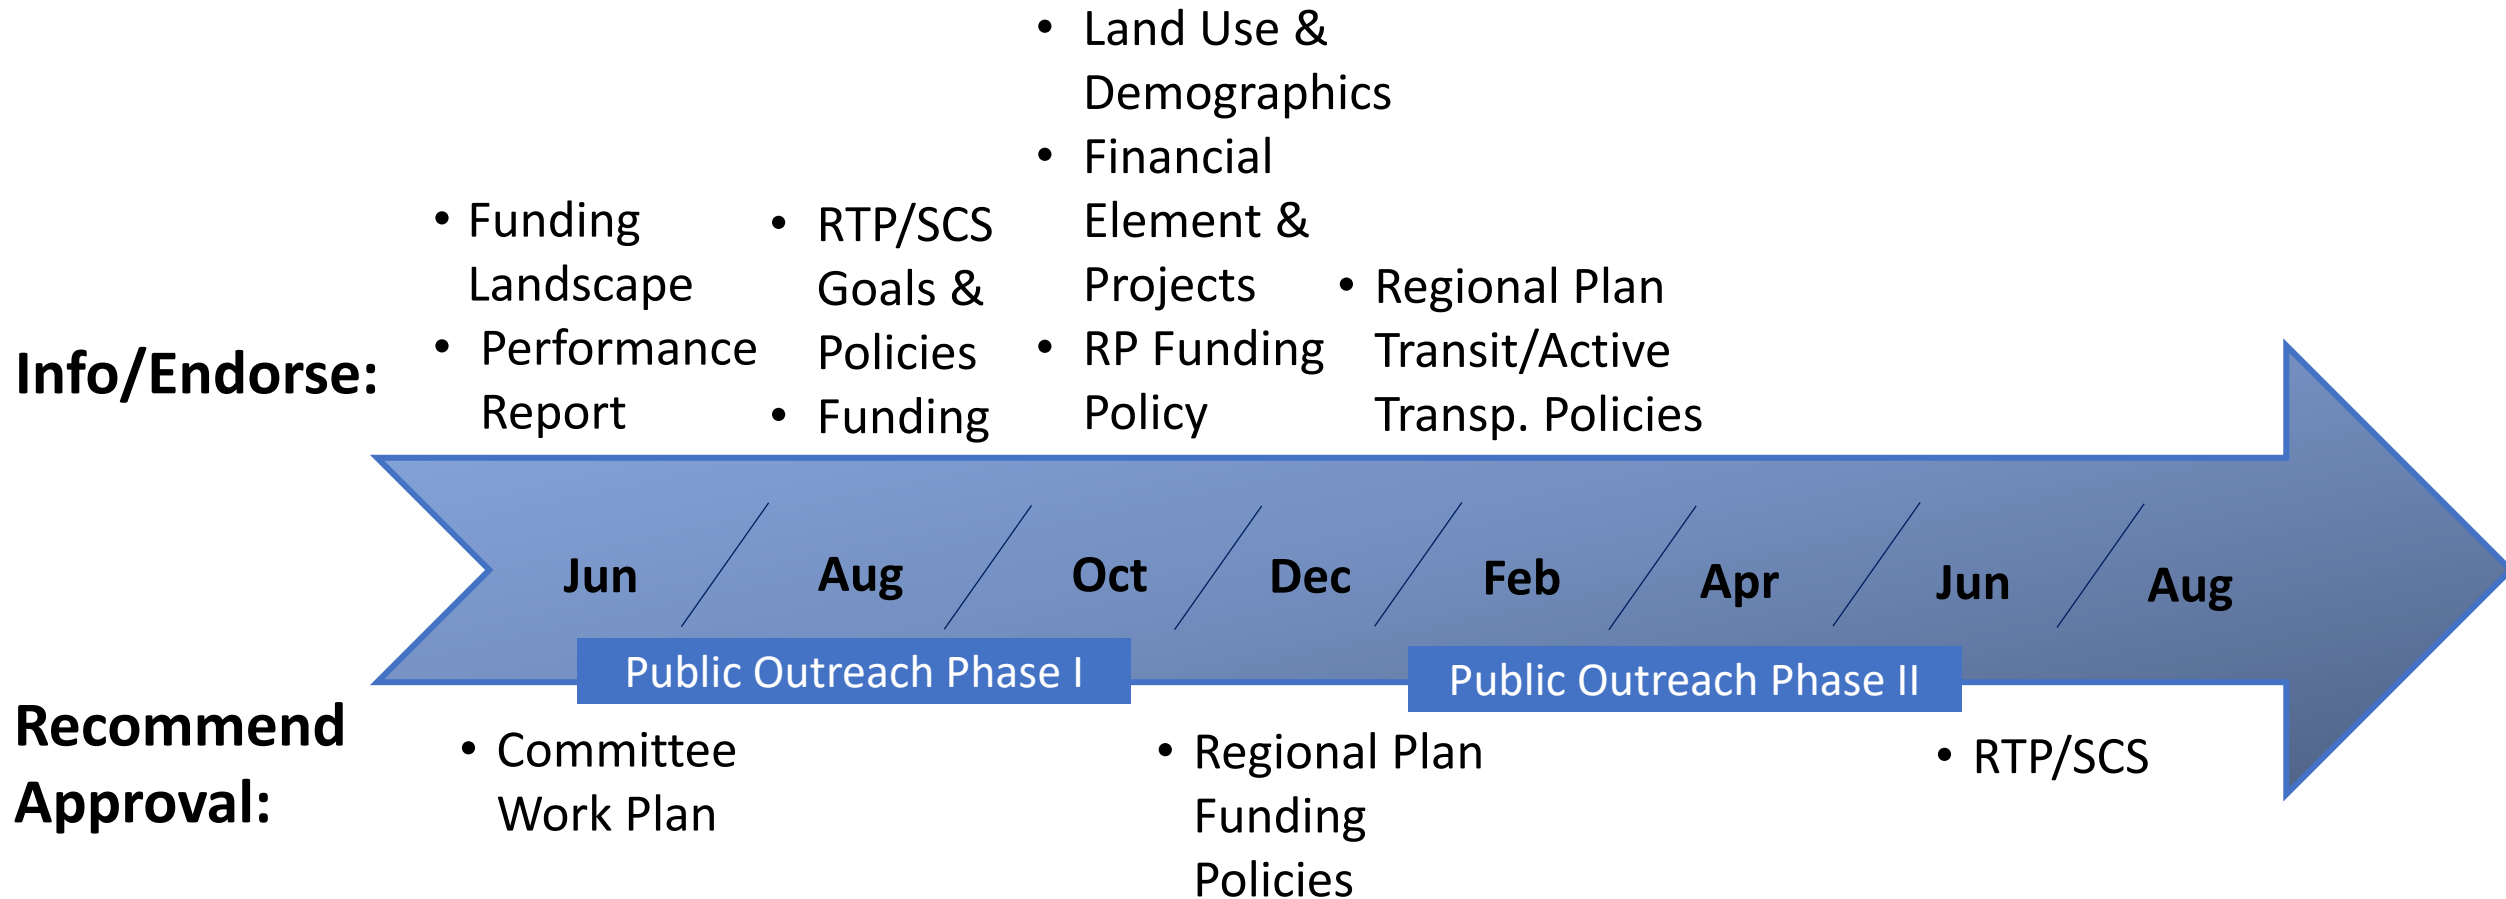 • Land Use &
Demographics
• Financial
Element &
Projects
• RP Funding
Policy
• Funding
Landscape
• Performance
Report
• RTP/SCS
Goals &
Policies
• Funding
• Regional Plan
Transit/Active
Transp. Policies
Info/Endorse:
Jun
Aug
Oct
Dec
Feb
Apr
Jun
Aug
Public Outreach Phase I
Public Outreach Phase II
Recommend
Approval:
• Committee
Work Plan
• Regional Plan
Funding
Policies
• RTP/SCS